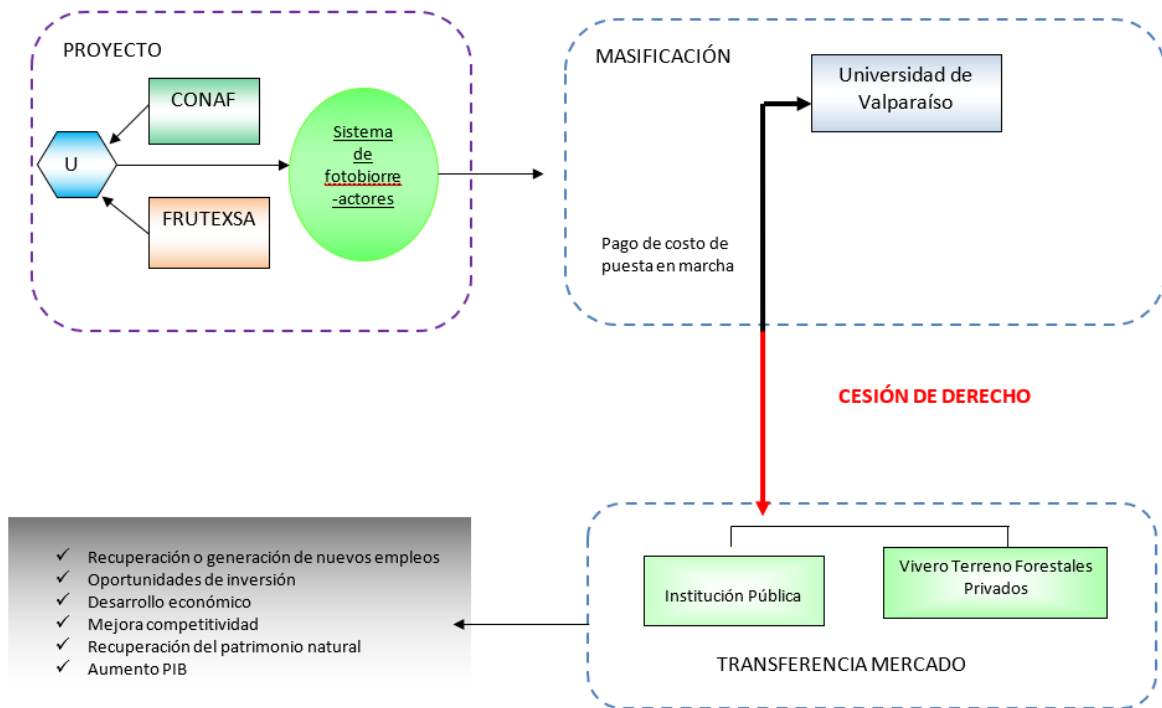 PROYECTO
CONAF
U
FRUTEXSA
Sistema
de
fotobiorre
-actores
MASIFICACIÓN
Universidad de
Valparaíso
Pago de costo de
puesta en marcha
CESIÓN DE DERECHO
✓ Recuperación o generación de nuevos empleos
✓ Oportunidades de inversión
✓ Desarrollo económico
✓ Mejora competitividad
✓ Recuperación del patrimonio natural
✓ Aumento PIB
Institución Pública
Vivero Terreno Forestales
Privados
TRANSFERENCIA MERCADO